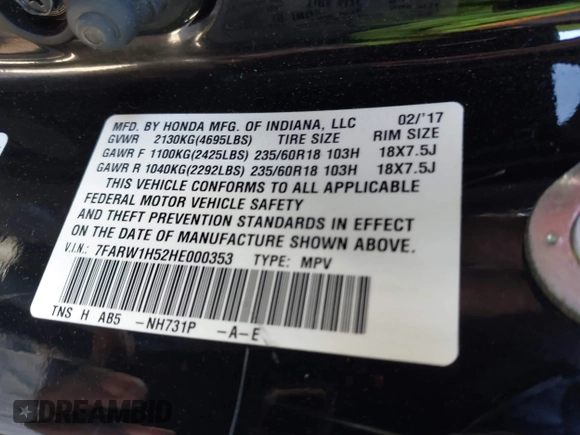 MFD. BY HONDA MFG. OF INDIANA, LLC 02/'17
GVWR 2130KG(4695LBS) TIRE SIZE RIM SIZE
GAWR F 1100KG(2425LBS) 235/60R18 103H 18X7.5J
GAWR R 1040KG(2292LBS) 235/60R18 103H 18X7.5J
THIS VEHICLE CONFORMS TO ALL APPLICABLE
FEDERAL MOTOR VEHICLE SAFETY
AND THEFT PREVENTION STANDARDS IN EFFECT
ON THE DATE OF MANUFACTURE SHOWN ABOVE.
V.I.N.: 7FARW1H52HE000353 TYPE: MPV
TNS H AB5 -NH731P -A-E
DREAMBID